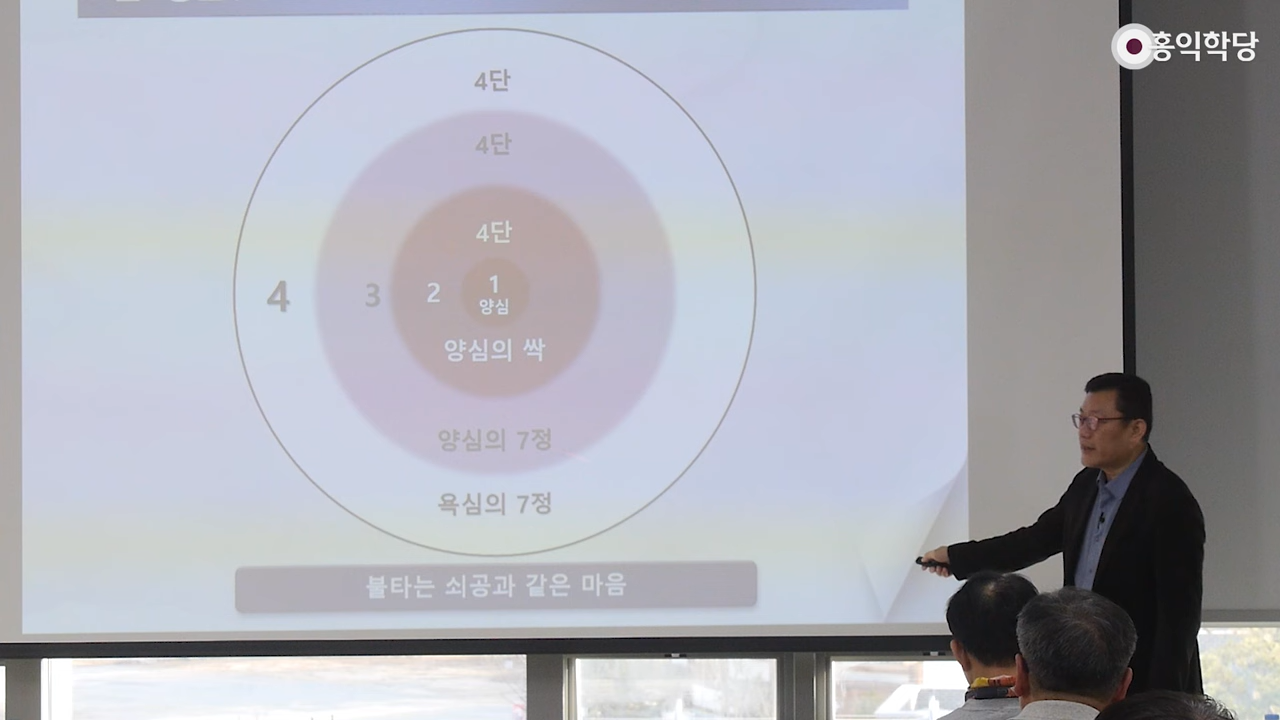 홍익학당
4단
4단
4단
4 3 2 1
양심
양심의 싹
양심의 7정
욕심의 7정
불타는 쇠공과 같은 마음